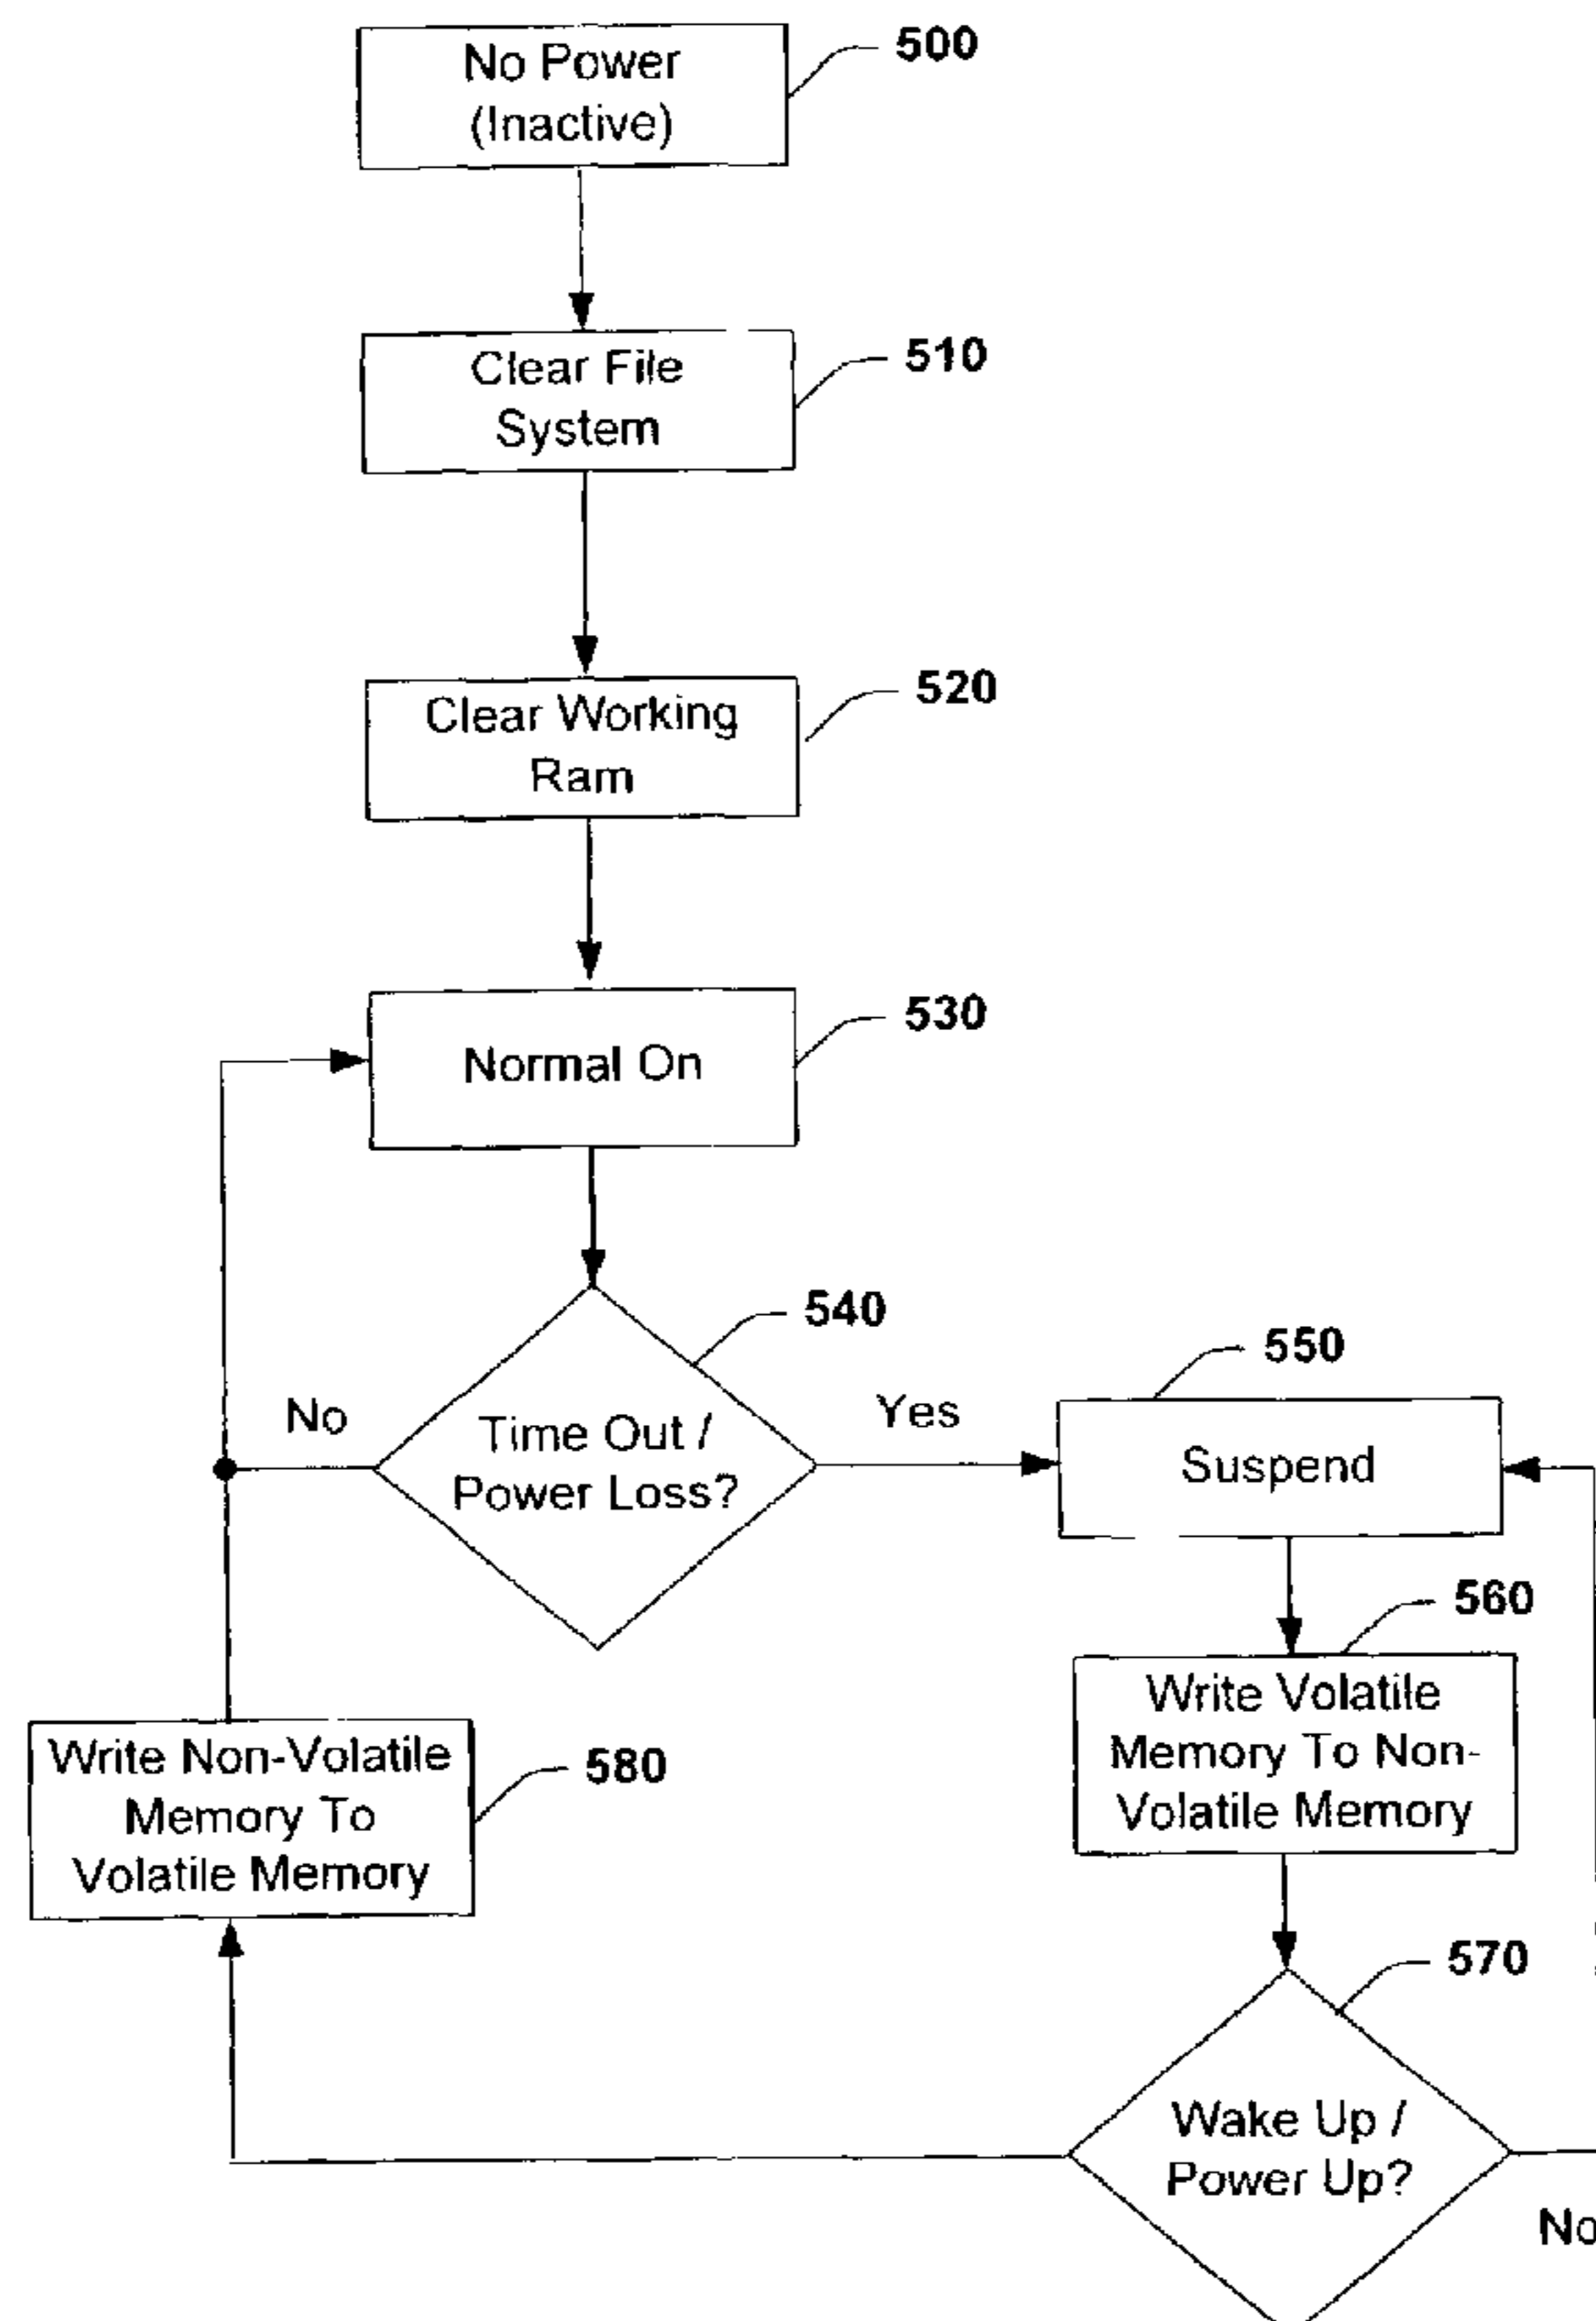 No Power
(Inactive)
500
Clear File
System
510
Clear Working
Ram
520
Normal On
530
540
Time Out /
Power Loss?
No
Yes
550
Suspend
560
Write Volatile
Memory To Non-
Volatile Memory
Write Non-Volatile
Memory To
Volatile Memory
580
570
Wake Up /
Power Up?
No